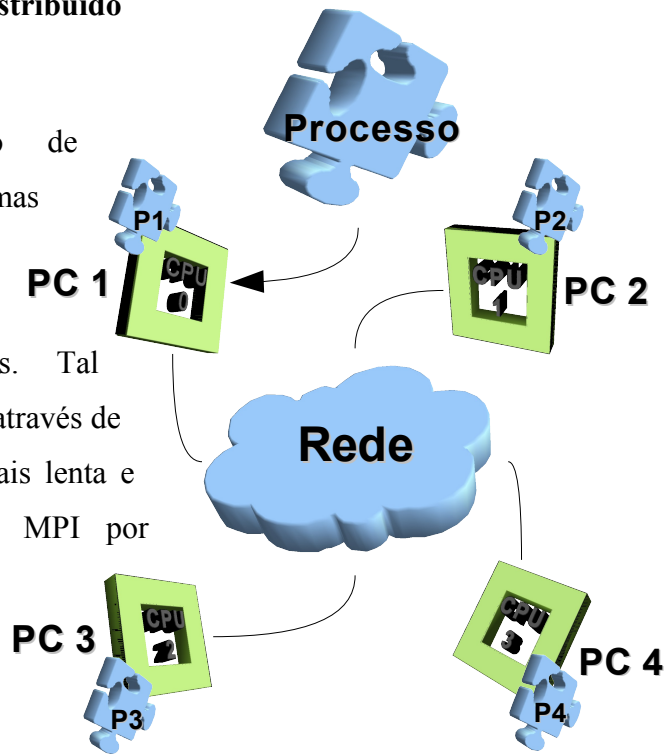 stribuído
Processo
o de
mas
P1
P2
CPU
0
CPU
1
PC 1
PC 2
s. Tal
através de
Rede
ais lenta e
MPI por
CPU
2
CPU
3
PC 3
PC 4
P3
P4